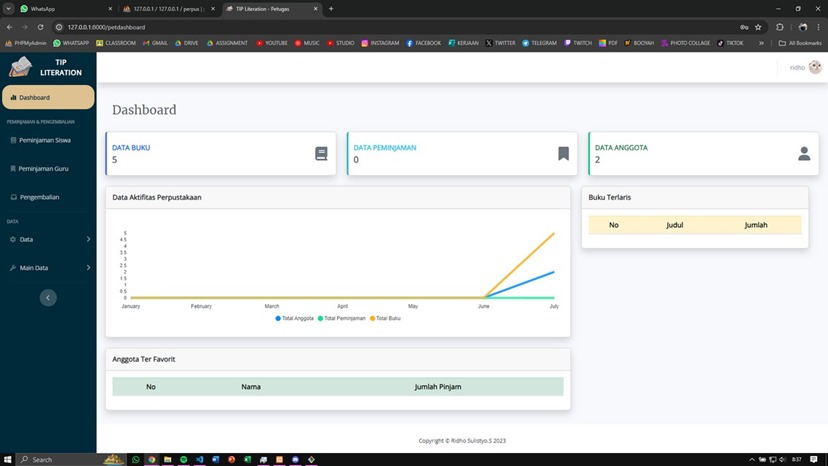 WhatsApp
127.0.0.1 / 127.0.0.1 / perpus | p
TIP Literation - Petugas
127.0.0.1:8000/petdashboard
PHPMyAdmin
WHATSAPP
CLASSROOM
GMAIL
DRIVE
ASSIGNMENT
YOUTUBE
MUSIC
STUDIO
INSTAGRAM
FACEBOOK
KERJAAN
TWITTER
TELEGRAM
TWITCH
PDF
BOOYAH
PHOTO COLLAGE
TIKTOK
All Bookmarks
TIP
LITERATION
ridho
Dashboard
PEMINJAMAN & PENGEMBALIAN
Peminjaman Siswa
Peminjaman Guru
Pengembalian
DATA
Data
Main Data
Dashboard
DATA BUKU
5
DATA PEMINJAMAN
0
DATA ANGGOTA
2
Data Aktifitas Perpustakaan
5
4.5
4
3.5
3
2.5
2
1.5
1
0.5
0
January
February
March
April
May
June
July
Total Anggota
Total Peminjaman
Total Buku
Buku Terlaris
No
Judul
Jumlah
Anggota Ter Favorit
No
Nama
Jumlah Pinjam
Copyright © Ridho Sulistyo.S 2023
Search
8:37